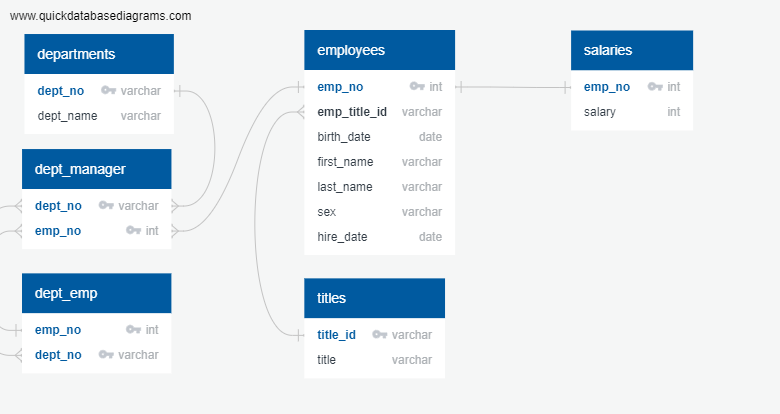 www.quickdatabasediagrams.com
departments
dept_no varchar
dept_name varchar
dept_manager
dept_no varchar
emp_no int
dept_emp
emp_no int
dept_no varchar
employees
emp_no int
emp_title_id varchar
birth_date date
first_name varchar
last_name varchar
sex varchar
hire_date date
titles
title_id varchar
title varchar
salaries
emp_no int
salary int